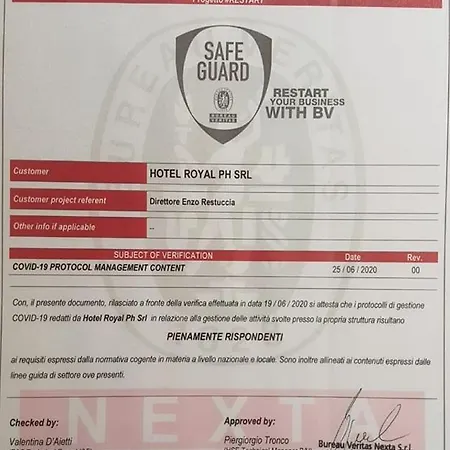 Progetto #RESTART
SAFE
GUARD
BUREAU
VERITAS
RESTART
YOUR BUSINESS
WITH BV
Customer HOTEL ROYAL PH SRL
Customer project referent Direttore Enzo Restuccia
Other info if applicable --
SUBJECT OF VERIFICATION Date Rev.
COVID-19 PROTOCOL MANAGEMENT CONTENT 25 / 06 / 2020 00
Con, il presente documento, rilasciato a fronte della verifica effettuata in data 19 / 06 / 2020 si attesta che i protocolli di gestione
COVID-19 redatti da Hotel Royal Ph Srl in relazione alla gestione delle attività svolte presso la propria struttura risultano
PIENAMENTE RISPONDENTI
ai requisiti espressi dalla normativa cogente in materia a livello nazionale e locale. Sono inoltre allineati ai contenuti espressi dalle
linee guida di settore ove presenti.
NEXTA
Checked by: Approved by:
Valentina D'Aietti Piergiorgio Tronco Bureau Veritas Nexta S.r.l